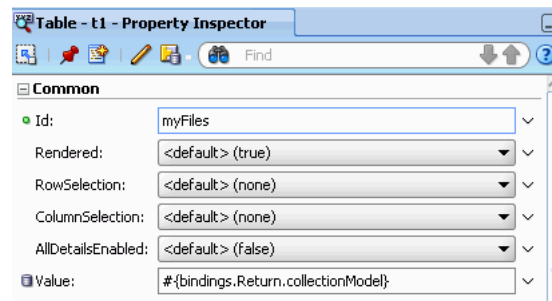 Table - t1 - Property Inspector
Find
Common
Id: myFiles
Rendered: <default> (true)
RowSelection: <default> (none)
ColumnSelection: <default> (none)
AllDetailsEnabled: <default> (false)
Value: #{bindings.Return.collectionModel}